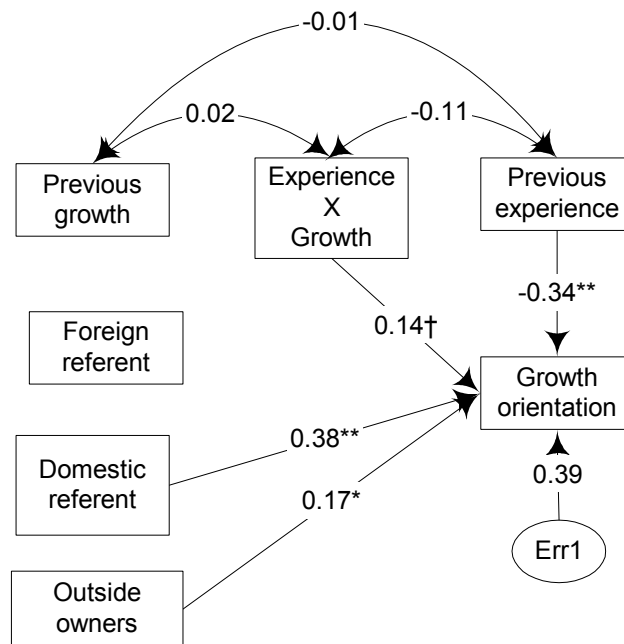 -0.01
0.02
-0.11
Previous
growth
Experience
X
Growth
Previous
experience
-0.34**
Foreign
referent
0.14†
Growth
orientation
0.38**
Domestic
referent
0.39
0.17*
Err1
Outside
owners